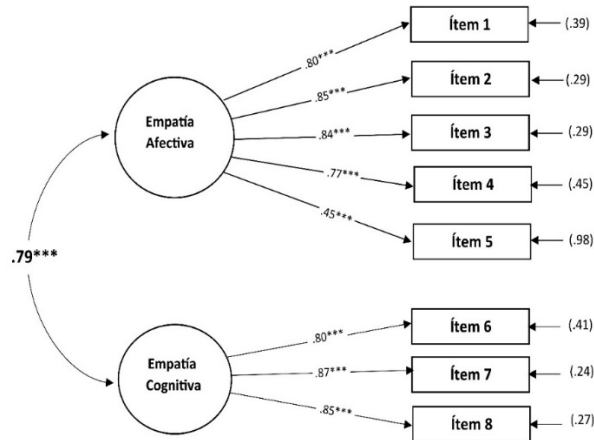 Ítem 1
(.39)
.80***
Ítem 2
(.29)
.85***
Empatía
Afectiva
.84***
Ítem 3
(.29)
.77***
Ítem 4
(.45)
.45***
Ítem 5
(.98)
.79***
Ítem 6
(.41)
.80***
Empatía
Cognitiva
.87***
Ítem 7
(.24)
.85***
Ítem 8
(.27)